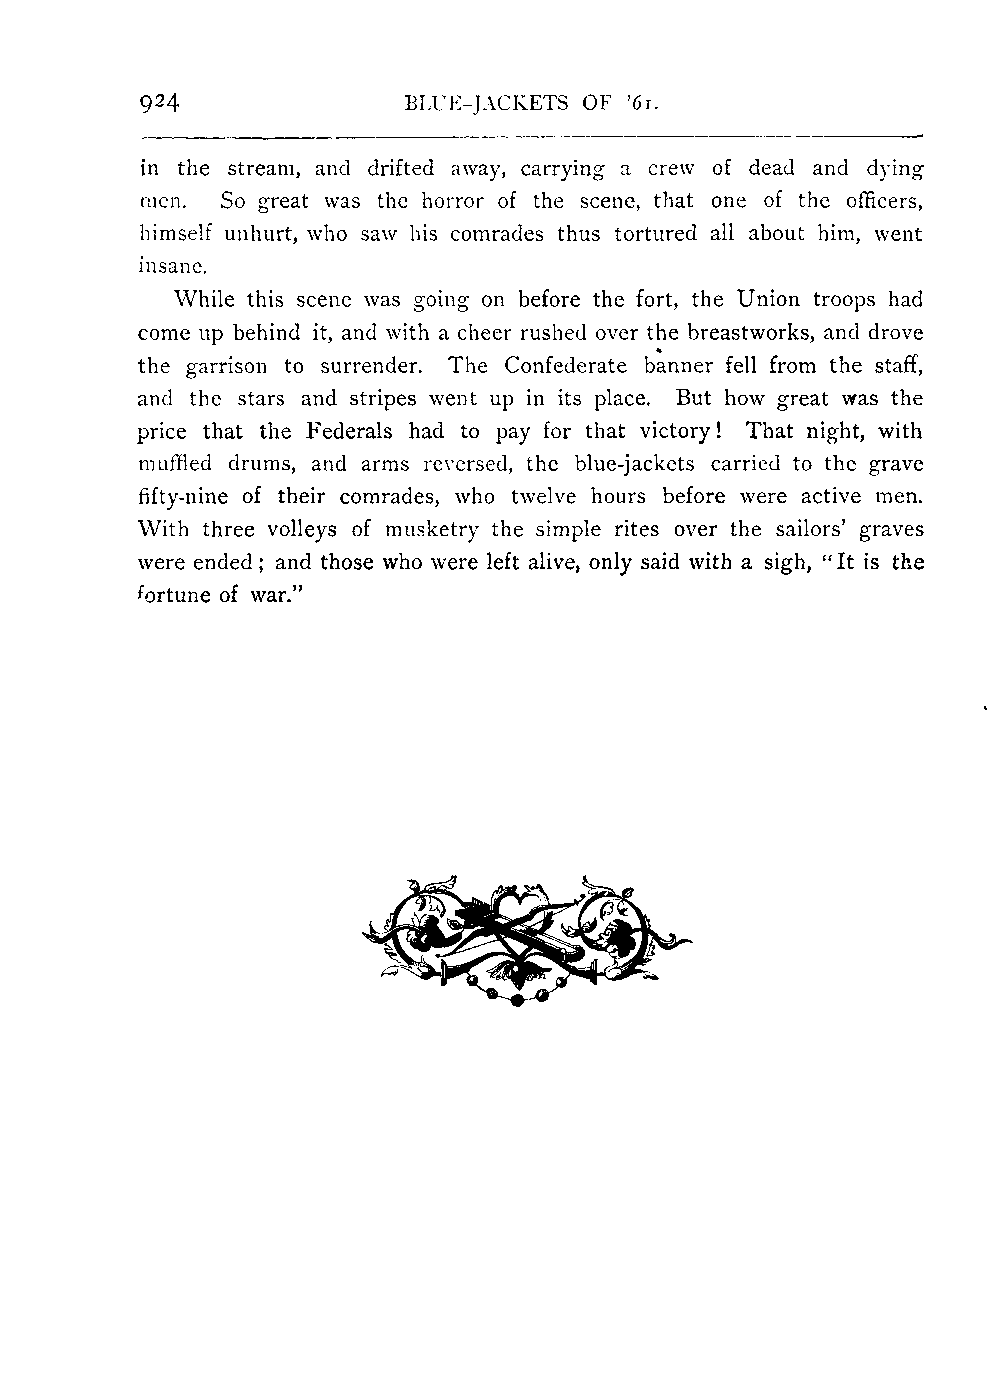 924 BLUE-JACKETS OF '61.
in the stream, and drifted away, carrying a crew of dead and dying
men. So great was the horror of the scene, that one of the officers,
himself unhurt, who saw his comrades thus tortured all about him, went
insane.
While this scene was going on before the fort, the Union troops had
come up behind it, and with a cheer rushed over the breastworks, and drove
the garrison to surrender. The Confederate banner fell from the staff,
and the stars and stripes went up in its place. But how great was the
price that the Federals had to pay for that victory! That night, with
muffled drums, and arms reversed, the blue-jackets carried to the grave
fifty-nine of their comrades, who twelve hours before were active men.
With three volleys of musketry the simple rites over the sailors' graves
were ended; and those who were left alive, only said with a sigh, "It is the
fortune of war."